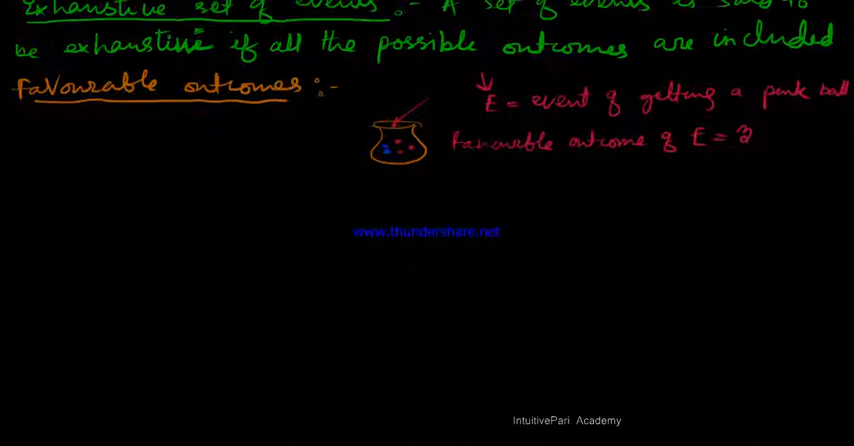 Exhaustive set of events :- A set of events is said to
be exhaustive if all the possible outcomes are included
Favourable outcomes :-
E = event of getting a pink ball
Favourable outcome of E = 3
www.thundershare.net
IntuitivePari Academy